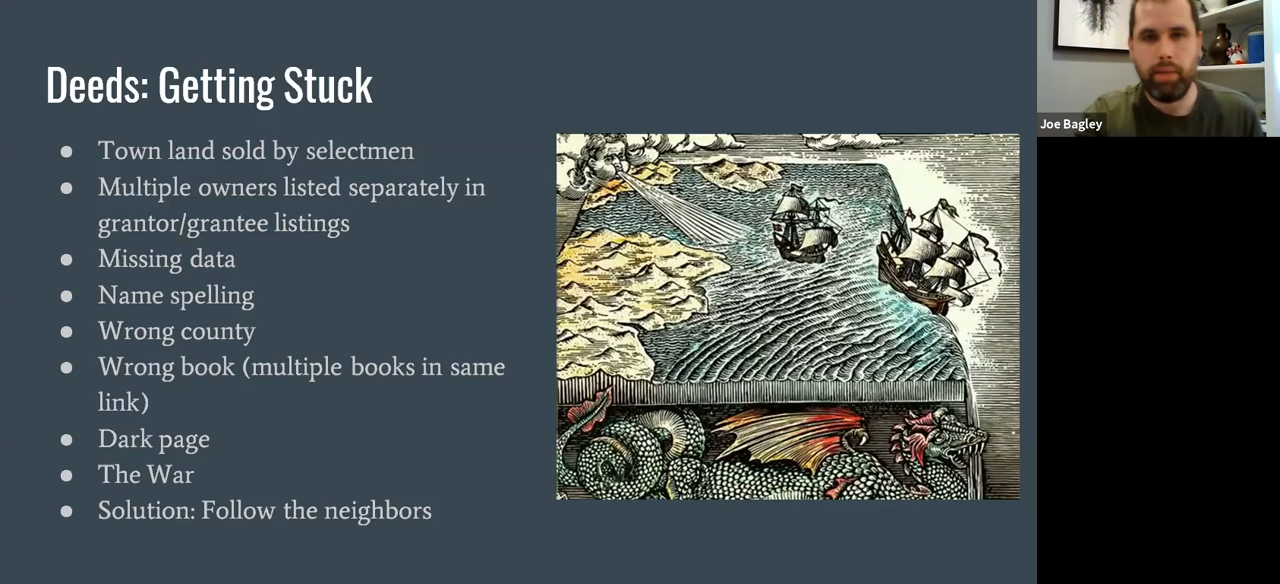 Deeds: Getting Stuck
● Town land sold by selectmen
● Multiple owners listed separately in
grantor/grantee listings
● Missing data
● Name spelling
● Wrong county
● Wrong book (multiple books in same
link)
● Dark page
● The War
● Solution: Follow the neighbors
Joe Bagley